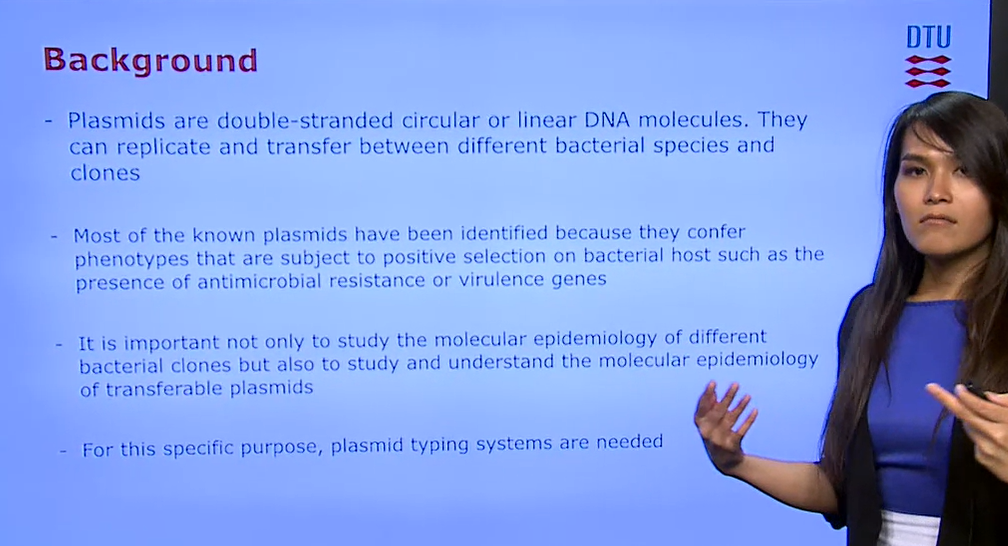 Background
DTU
- Plasmids are double-stranded circular or linear DNA molecules. They
can replicate and transfer between different bacterial species and
clones
- Most of the known plasmids have been identified because they confer
phenotypes that are subject to positive selection on bacterial host such as the
presence of antimicrobial resistance or virulence genes
- It is important not only to study the molecular epidemiology of different
bacterial clones but also to study and understand the molecular epidemiology
of transferable plasmids
- For this specific purpose, plasmid typing systems are needed